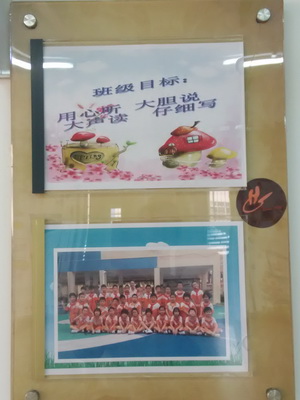 班级目标：
用心听 大胆说
大声读 仔细写